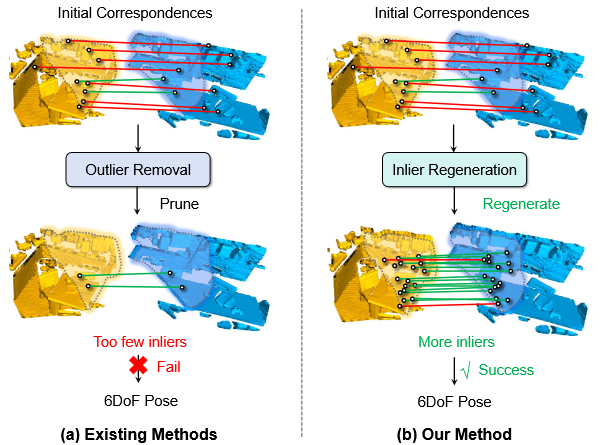 Initial Correspondences
Outlier Removal
Prune
Too few inliers
Fail
6DoF Pose
(a) Existing Methods
Initial Correspondences
Inlier Regeneration
Regenerate
More inliers
√ Success
6DoF Pose
(b) Our Method